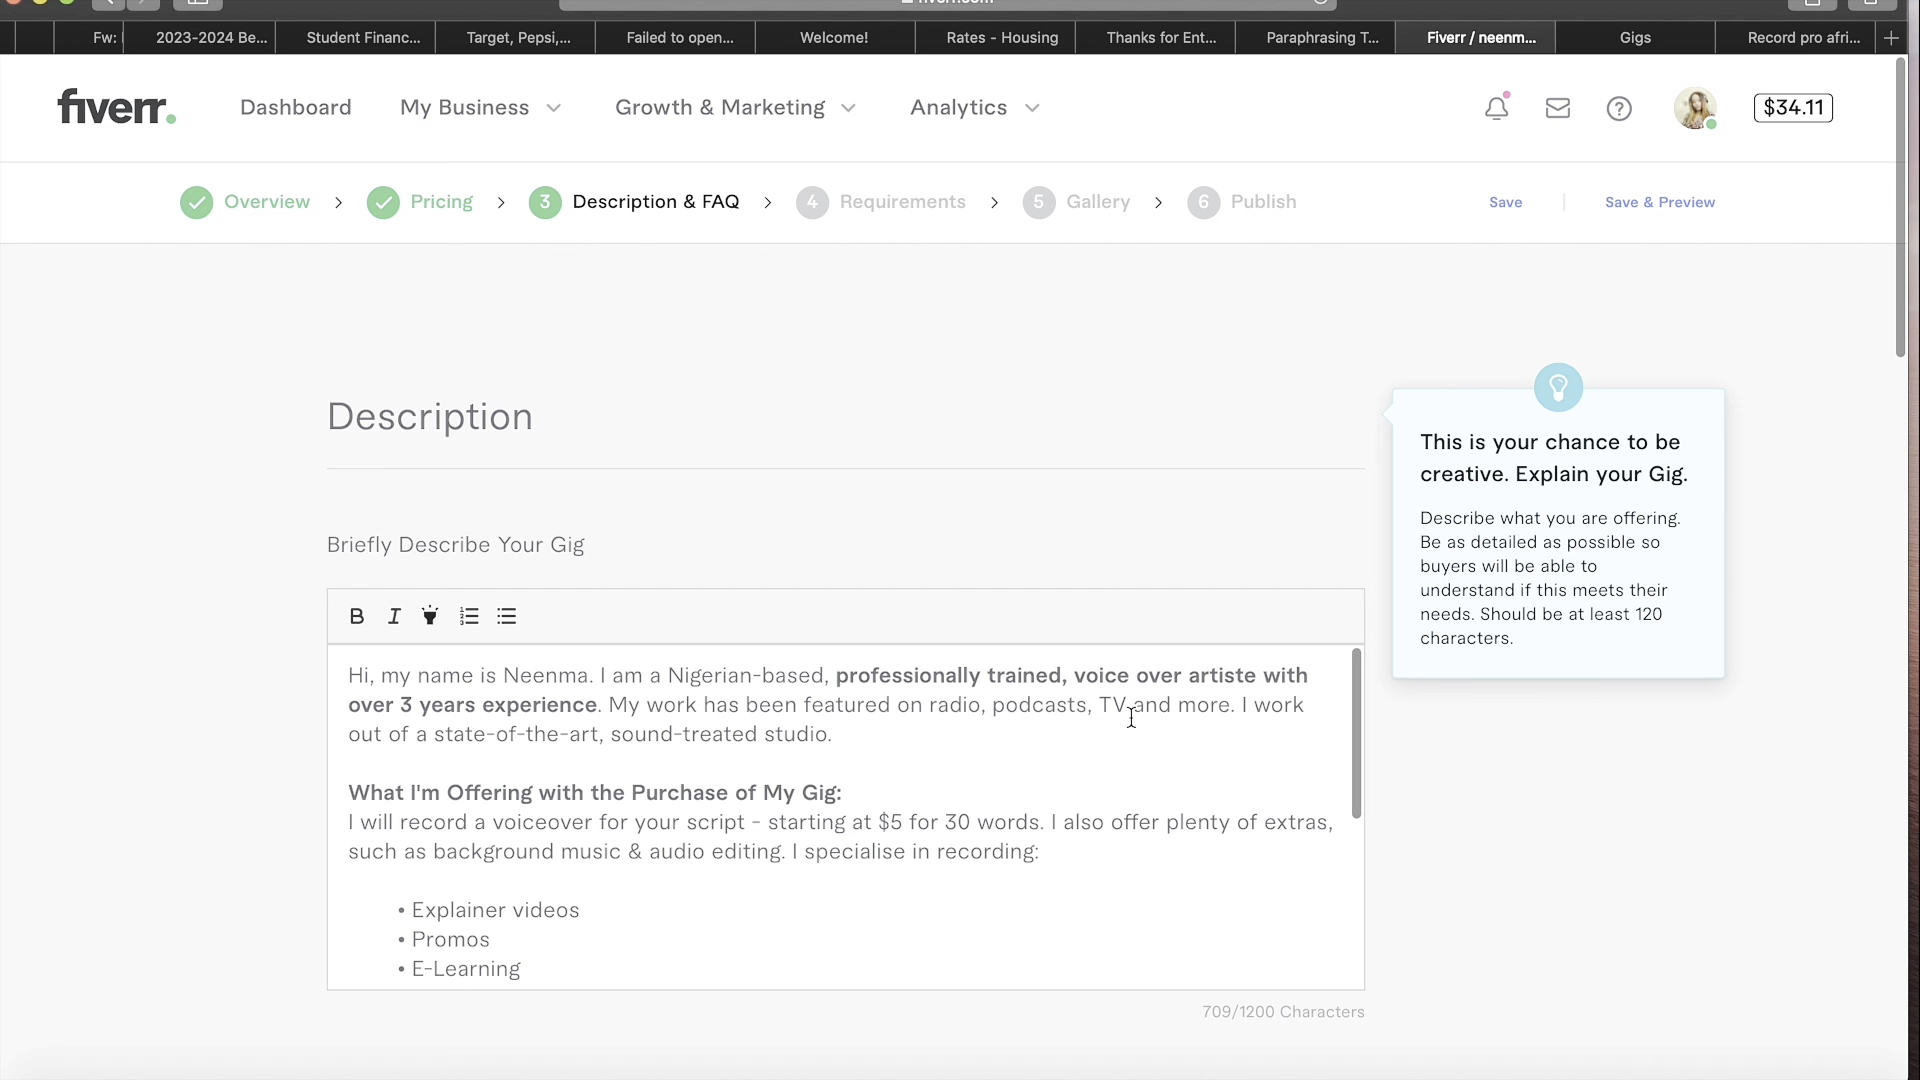 Fw:
2023-2024 Be...
Student Financ...
Target, Pepsi,...
Failed to open...
Welcome!
Rates - Housing
Thanks for Ent...
Paraphrasing T...
Fiverr / neenm...
Gigs
Record pro afri...
fiverr.
Dashboard
My Business
Growth & Marketing
Analytics
$34.11
Overview
Pricing
3 Description & FAQ
4 Requirements
5 Gallery
6 Publish
Save
Save & Preview
Description
This is your chance to be
creative. Explain your Gig.
Describe what you are offering.
Be as detailed as possible so
buyers will be able to
understand if this meets their
needs. Should be at least 120
characters.
Briefly Describe Your Gig
B I
Hi, my name is Neenma. I am a Nigerian-based, professionally trained, voice over artiste with
over 3 years experience. My work has been featured on radio, podcasts, TV and more. I work
out of a state-of-the-art, sound-treated studio.
What I'm Offering with the Purchase of My Gig:
I will record a voiceover for your script - starting at $5 for 30 words. I also offer plenty of extras,
such as background music & audio editing. I specialise in recording:
• Explainer videos
• Promos
• E-Learning
709/1200 Characters